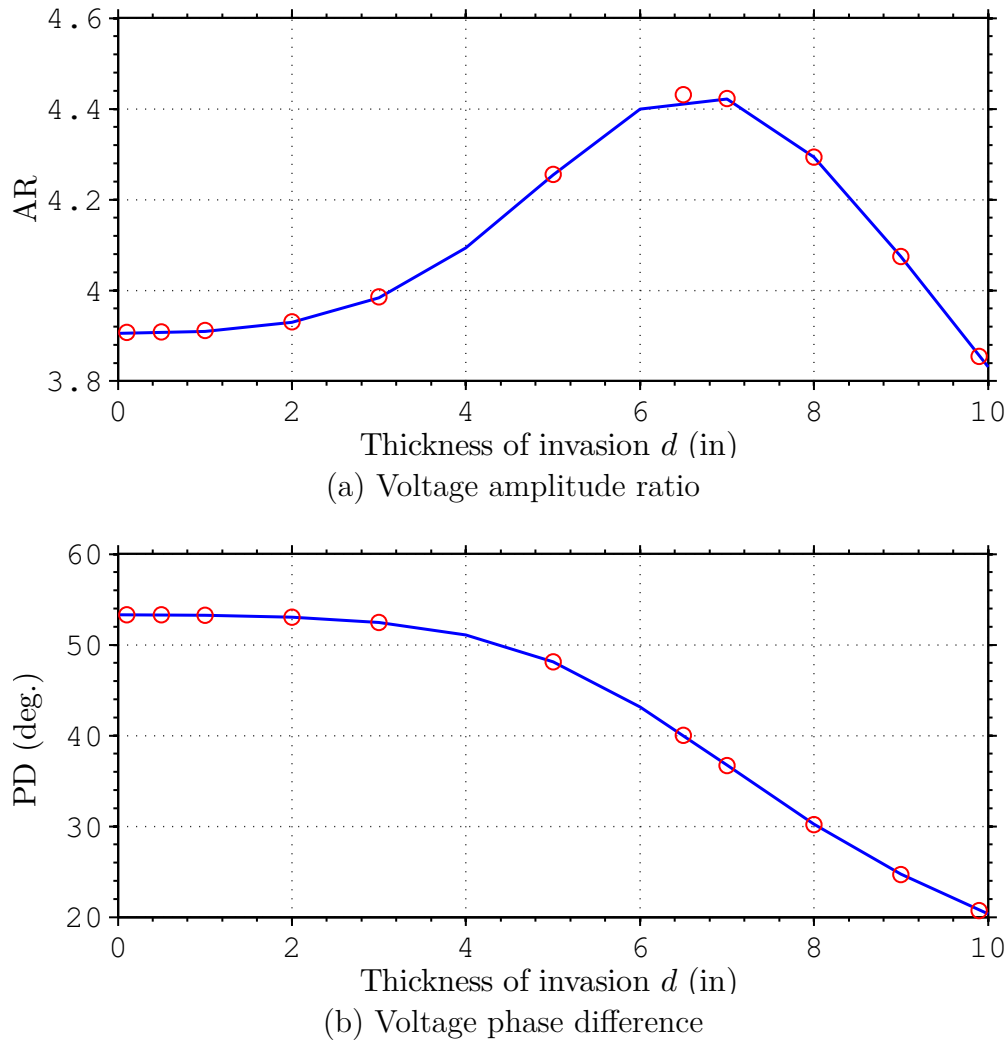 4.6
4.4
4.2
4
3.8
AR
0 2 4 6 8 10
Thickness of invasion d (in)
(a) Voltage amplitude ratio
60
50
40
30
20
PD (deg.)
0 2 4 6 8 10
Thickness of invasion d (in)
(b) Voltage phase difference